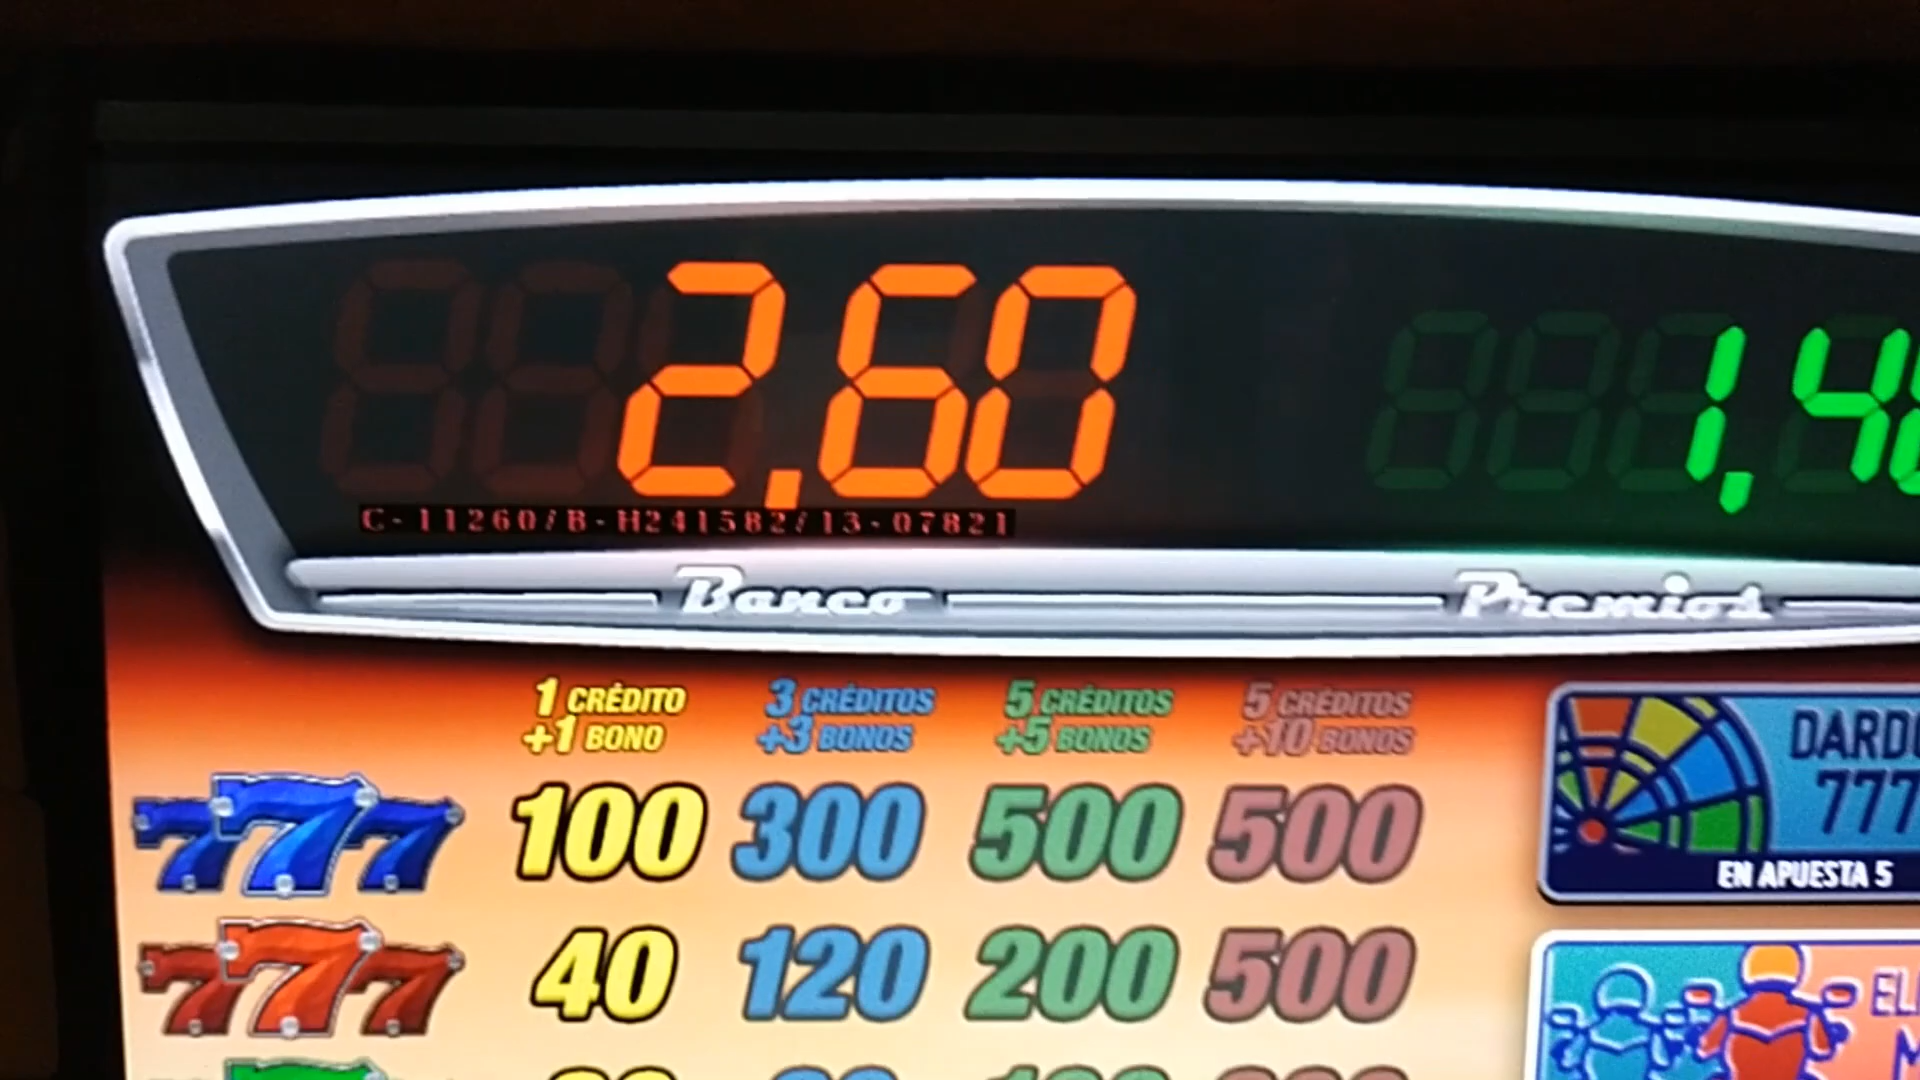 2,60
1,4
C-11260/B-H241582/13-07821
Banco
Premios
1 CRÉDITO +1 BONO
3 CRÉDITOS +3 BONOS
5 CRÉDITOS +5 BONOS
5 CRÉDITOS +10 BONOS
777 100 300 500 500
777 40 120 200 500
777
EN APUESTA 5